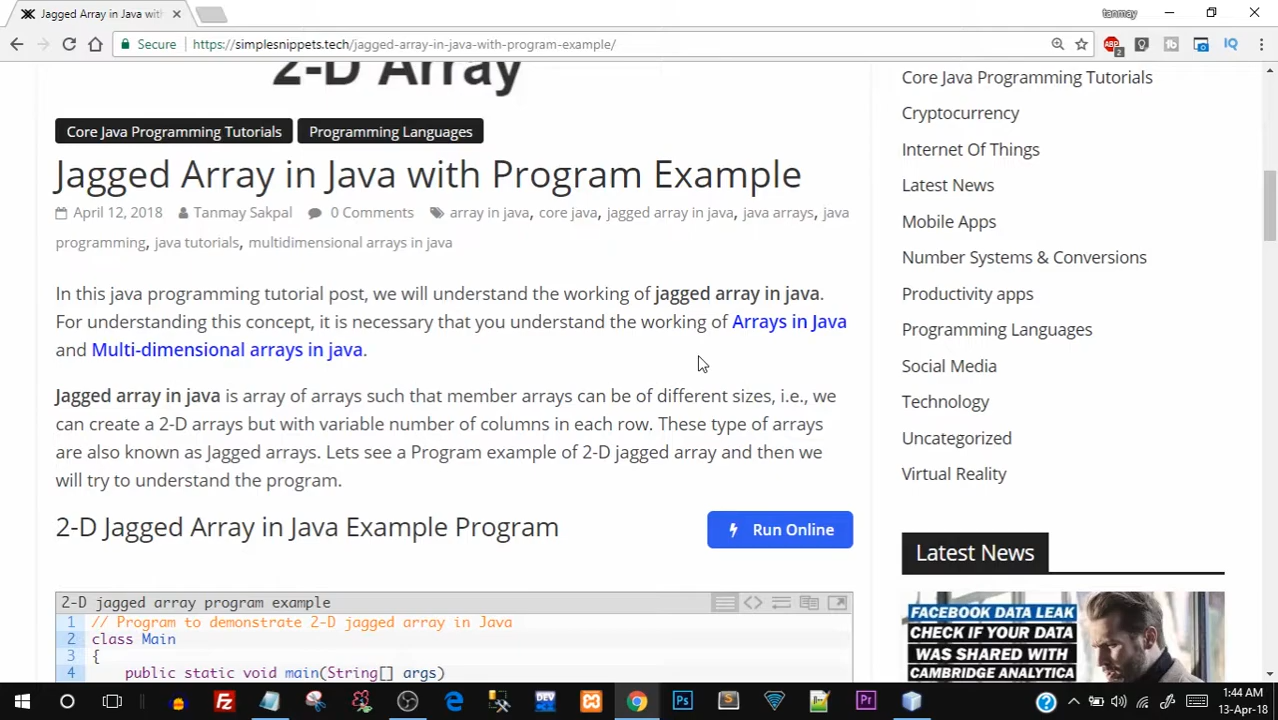 Jagged Array in Java with
tanmay
Secure
https://simplesnippets.tech/jagged-array-in-java-with-program-example/
ABP
2
tb
IQ
2-D Array
Core Java Programming Tutorials
Programming Languages
Jagged Array in Java with Program Example
April 12, 2018 Tanmay Sakpal 0 Comments array in java, core java, jagged array in java, java arrays, java
programming, java tutorials, multidimensional arrays in java
In this java programming tutorial post, we will understand the working of jagged array in java.
For understanding this concept, it is necessary that you understand the working of Arrays in Java
and Multi-dimensional arrays in java.
Jagged array in java is array of arrays such that member arrays can be of different sizes, i.e., we
can create a 2-D arrays but with variable number of columns in each row. These type of arrays
are also known as Jagged arrays. Lets see a Program example of 2-D jagged array and then we
will try to understand the program.
2-D Jagged Array in Java Example Program
Run Online
2-D jagged array program example
1 // Program to demonstrate 2-D jagged array in Java
2 class Main
3 {
4 public static void main(String[] args)
Core Java Programming Tutorials
Cryptocurrency
Internet Of Things
Latest News
Mobile Apps
Number Systems & Conversions
Productivity apps
Programming Languages
Social Media
Technology
Uncategorized
Virtual Reality
Latest News
FACEBOOK DATA LEAK
CHECK IF YOUR DATA
WAS SHARED WITH
CAMBRIDGE ANALYTICA
Fz
DEV
Ps
S
Pr
1:44 AM
13-Apr-18